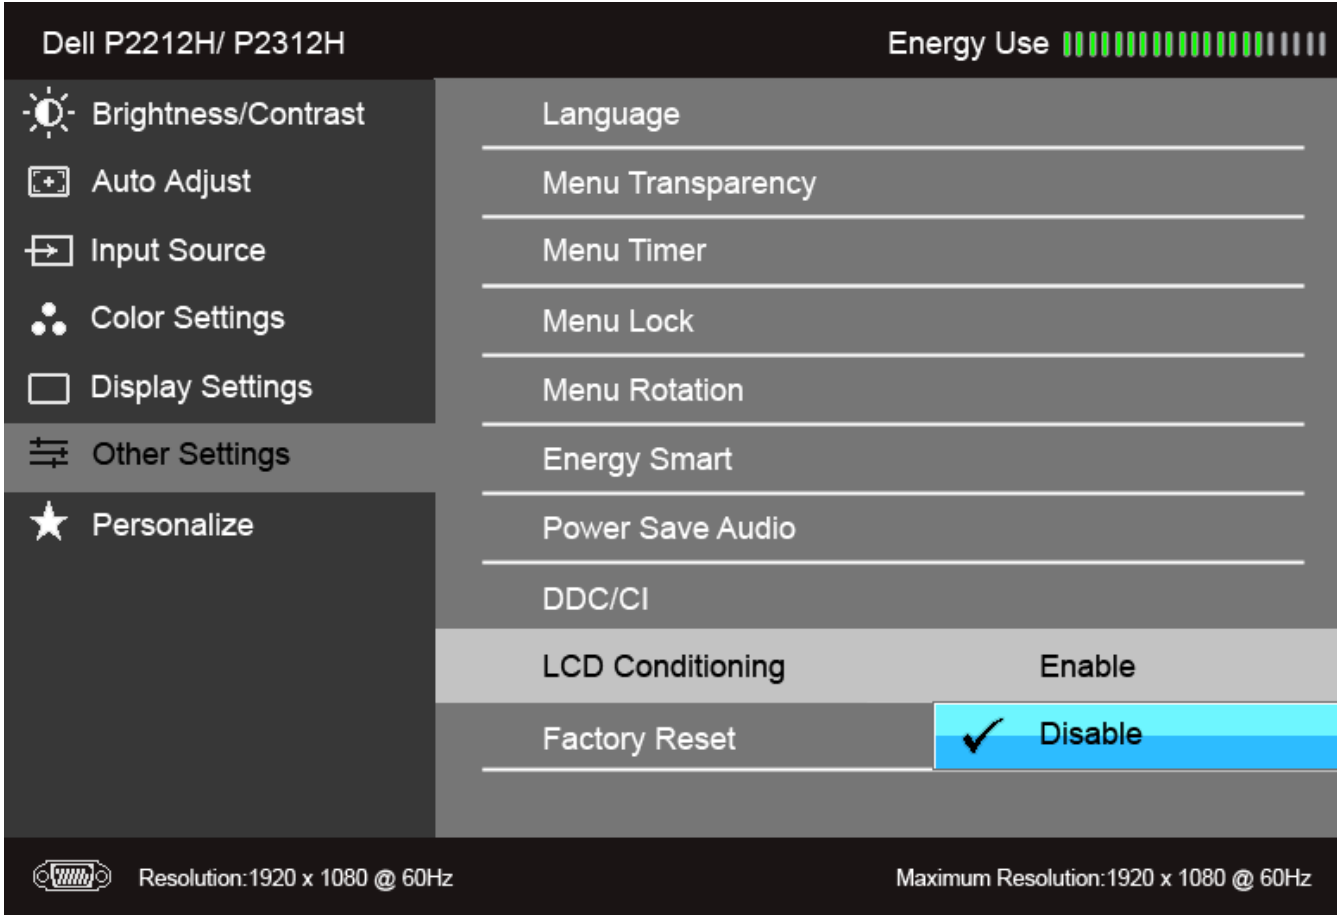 Dell P2212H/ P2312H
Energy Use
Brightness/Contrast
Auto Adjust
Input Source
Color Settings
Display Settings
Other Settings
Personalize
Language
Menu Transparency
Menu Timer
Menu Lock
Menu Rotation
Energy Smart
Power Save Audio
DDC/CI
LCD Conditioning
Enable
Disable
Factory Reset
Resolution:1920 x 1080 @ 60Hz
Maximum Resolution:1920 x 1080 @ 60Hz